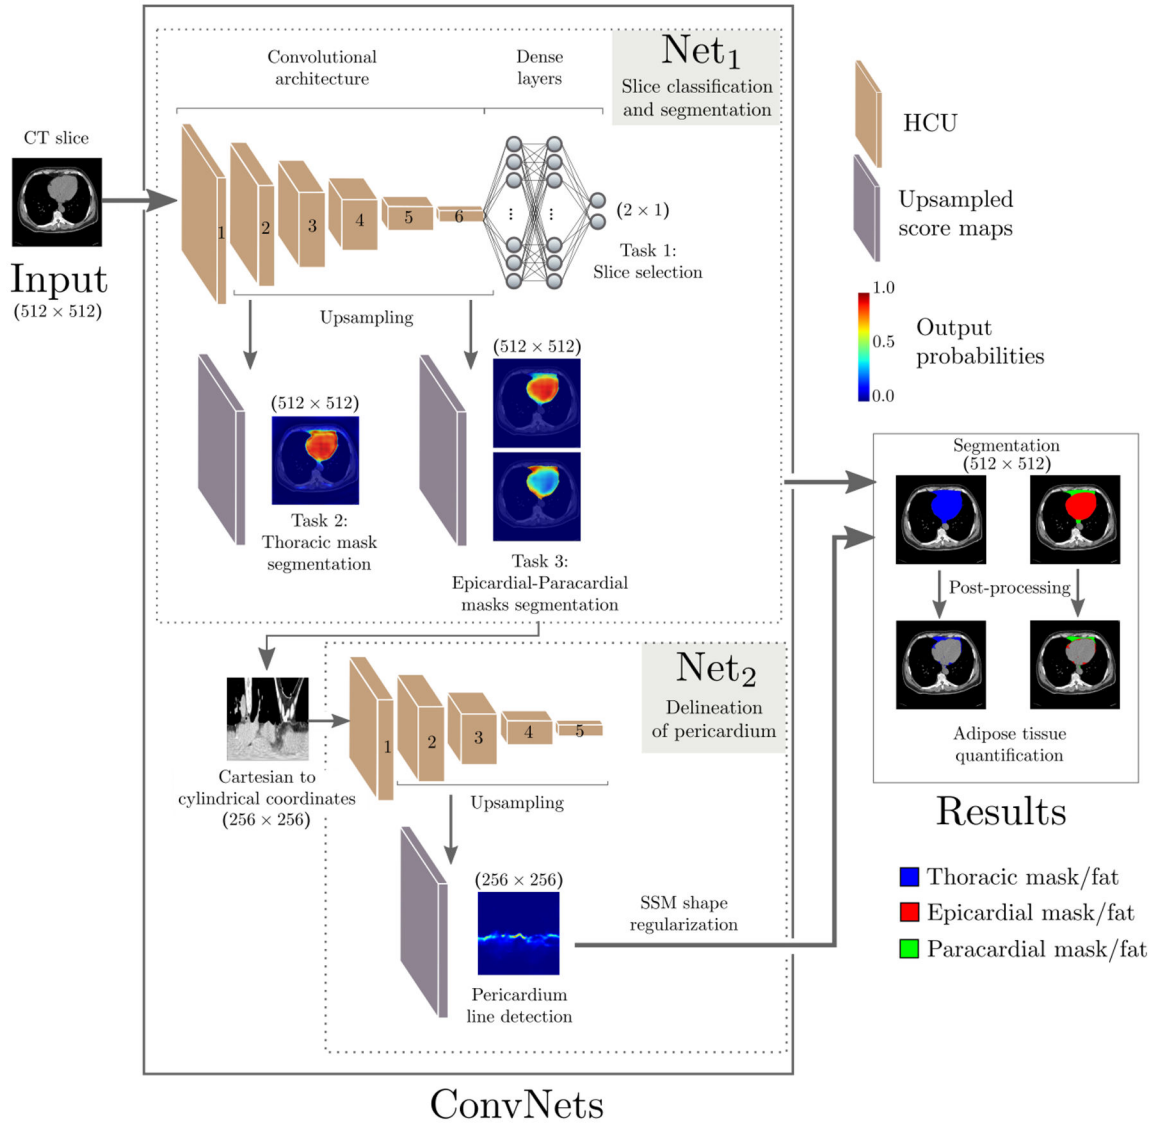 Convolutional
architecture
Dense
layers
Net1
Slice classification
and segmentation
CT slice
Input
(512 × 512)
1
2
3
4
5
6
(2 × 1)
Task 1:
Slice selection
Upsampling
(512 × 512)
Task 2:
Thoracic mask
segmentation
(512 × 512)
Task 3:
Epicardial-Paracardial
masks segmentation
HCU
Upsampled
score maps
1.0
0.5
0.0
Output
probabilities
Cartesian to
cylindrical coordinates
(256 × 256)
Net2
Delineation
of pericardium
1
2
3
4
5
Upsampling
(256 × 256)
Pericardium
line detection
SSM shape
regularization
ConvNets
Segmentation
(512 × 512)
Post-processing
Adipose tissue
quantification
Results
Thoracic mask/fat
Epicardial mask/fat
Paracardial mask/fat